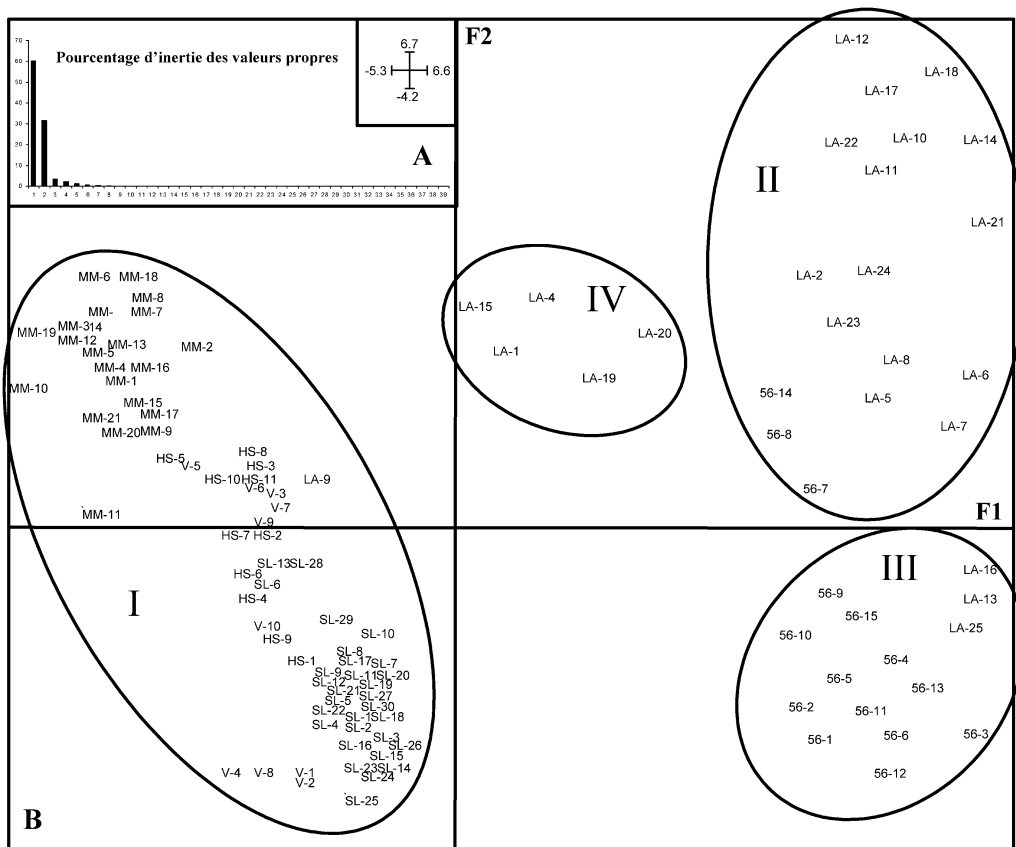 Pourcentage d'inertie des valeurs propres
70
60
50
40
30
20
10
0
1 2 3 4 5 6 7 8 9 10 11 12 13 14 15 16 17 18 19 20 21 22 23 24 25 26 27 28 29 30 31 32 33 34 35 36 37 38 39
6.7
-5.3 6.6
-4.2
A
F2
LA-12
LA-18
LA-17
LA-22 LA-10 LA-14
LA-11
II
LA-21
LA-2 LA-24
LA-23
LA-8
LA-6
56-14 LA-5
LA-7
56-8
56-7
F1
LA-4 IV
LA-15
LA-20
LA-1
LA-19
MM-6 MM-18
MM-8
MM- MM-7
MM-3 14
MM-19
MM-12 MM-13
MM-5 MM-2
MM-4 MM-16
MM-1
MM-10
MM-15
MM-21 MM-17
MM-20 MM-9
HS-5 HS-8
V-5 HS-3
HS-10 HS-11 LA-9
V-6 V-3
V-7
MM-11
V-9
HS-7 HS-2
SL-13 SL-28
HS-6
SL-6
HS-4
I
SL-29
V-10 SL-10
HS-9
SL-8
HS-1 SL-17 SL-7
SL-9 SL-11 SL-20
SL-12 SL-19
SL-21 SL-27
SL-5 SL-30
SL-22 SL-1 SL-18
SL-4 SL-2
SL-3
SL-16 SL-26
SL-15
SL-23 SL-14
V-4 V-8 V-1 SL-24
V-2
SL-25
B
III LA-16
56-9 LA-13
56-15
LA-25
56-10
56-4
56-5 56-13
56-2 56-11
56-1 56-6 56-3
56-12